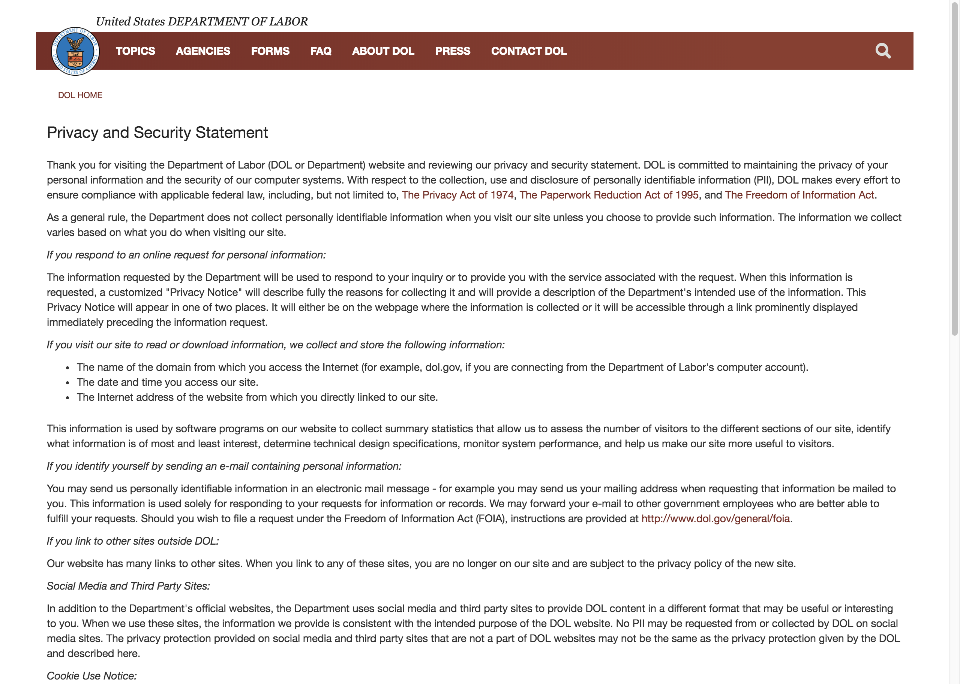 United States DEPARTMENT OF LABOR
TOPICS AGENCIES FORMS FAQ ABOUT DOL PRESS CONTACT DOL
DOL HOME
Privacy and Security Statement
Thank you for visiting the Department of Labor (DOL or Department) website and reviewing our privacy and security statement. DOL is committed to maintaining the privacy of your
personal information and the security of our computer systems. With respect to the collection, use and disclosure of personally identifiable information (PII), DOL makes every effort to
ensure compliance with applicable federal law, including, but not limited to, The Privacy Act of 1974, The Paperwork Reduction Act of 1995, and The Freedom of Information Act.
As a general rule, the Department does not collect personally identifiable information when you visit our site unless you choose to provide such information. The information we collect
varies based on what you do when visiting our site.
If you respond to an online request for personal information:
The information requested by the Department will be used to respond to your inquiry or to provide you with the service associated with the request. When this information is
requested, a customized "Privacy Notice" will describe fully the reasons for collecting it and will provide a description of the Department's intended use of the information. This
Privacy Notice will appear in one of two places. It will either be on the webpage where the information is collected or it will be accessible through a link prominently displayed
immediately preceding the information request.
If you visit our site to read or download information, we collect and store the following information:
• The name of the domain from which you access the Internet (for example, dol.gov, if you are connecting from the Department of Labor's computer account).
• The date and time you access our site.
• The Internet address of the website from which you directly linked to our site.
This information is used by software programs on our website to collect summary statistics that allow us to assess the number of visitors to the different sections of our site, identify
what information is of most and least interest, determine technical design specifications, monitor system performance, and help us make our site more useful to visitors.
If you identify yourself by sending an e-mail containing personal information:
You may send us personally identifiable information in an electronic mail message - for example you may send us your mailing address when requesting that information be mailed to
you. This information is used solely for responding to your requests for information or records. We may forward your e-mail to other government employees who are better able to
fulfill your requests. Should you wish to file a request under the Freedom of Information Act (FOIA), instructions are provided at http://www.dol.gov/general/foia.
If you link to other sites outside DOL:
Our website has many links to other sites. When you link to any of these sites, you are no longer on our site and are subject to the privacy policy of the new site.
Social Media and Third Party Sites:
In addition to the Department's official websites, the Department uses social media and third party sites to provide DOL content in a different format that may be useful or interesting
to you. When we use these sites, the information we provide is consistent with the intended purpose of the DOL website. No PII may be requested from or collected by DOL on social
media sites. The privacy protection provided on social media and third party sites that are not a part of DOL websites may not be the same as the privacy protection given by the DOL
and described here.
Cookie Use Notice: